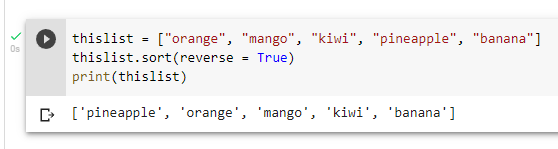 thislist = ["orange", "mango", "kiwi", "pineapple", "banana"]
0s
thislist.sort(reverse = True)
print(thislist)
['pineapple', 'orange', 'mango', 'kiwi', 'banana']